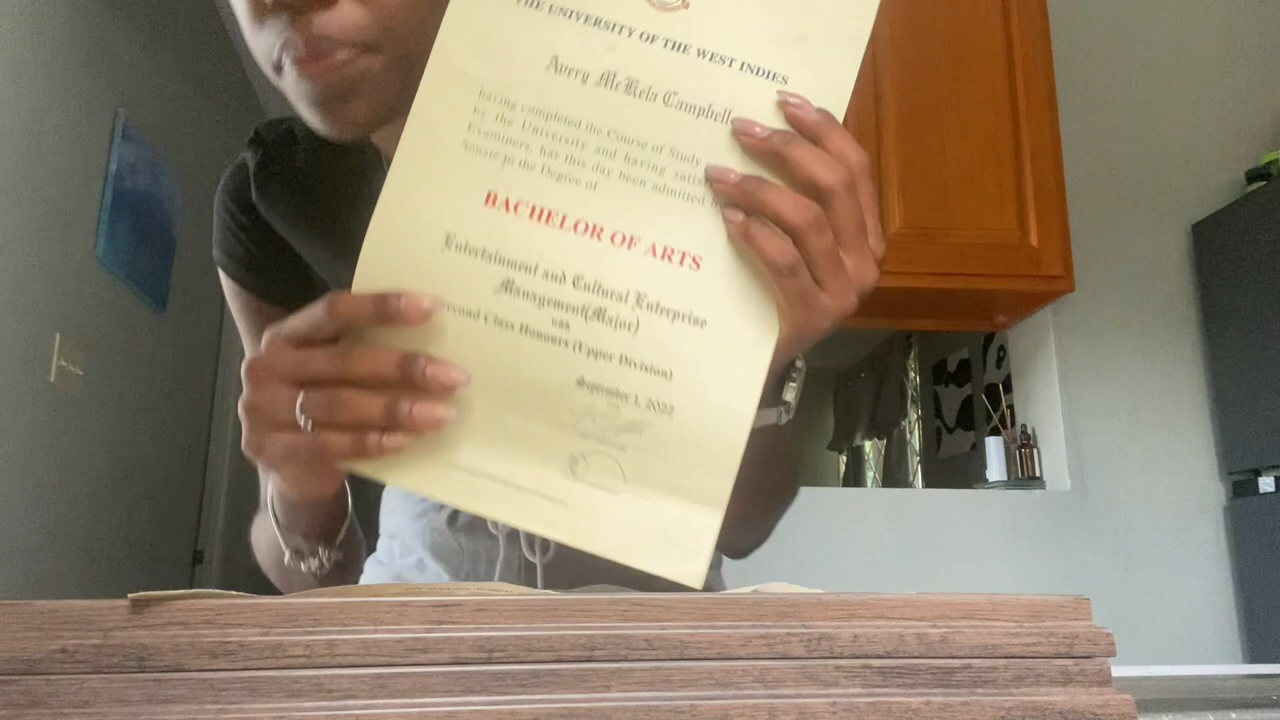 THE UNIVERSITY OF THE WEST INDIES
Avery McKela Campbell
having completed the Course of Study
by the University and having satis
Examiners, has this day been admitted
Senate to the Degree of
BACHELOR OF ARTS
Entertainment and Cultural Enterprise
Management(Major)
with
Second Class Honours (Upper Division)
September 1, 2022